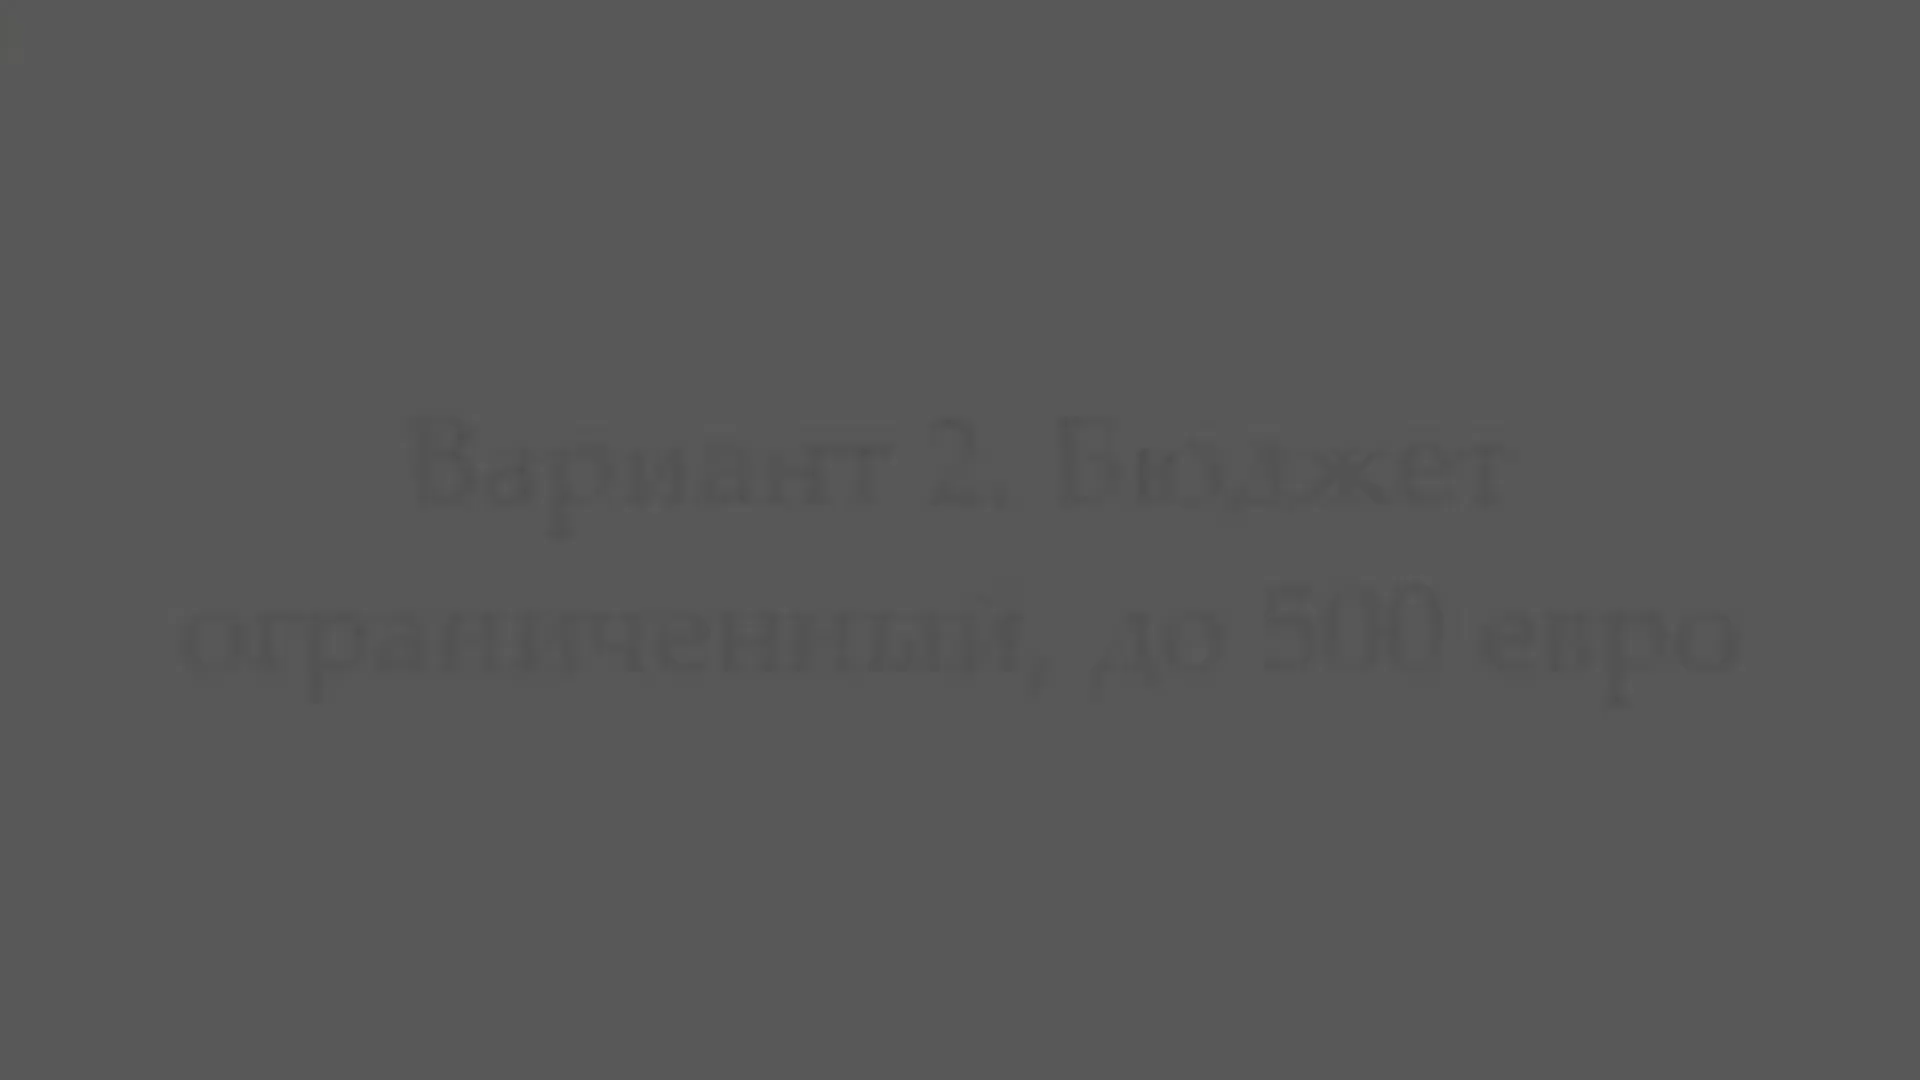 Вариант 2. Бюджет
ограниченный, до 500 евро